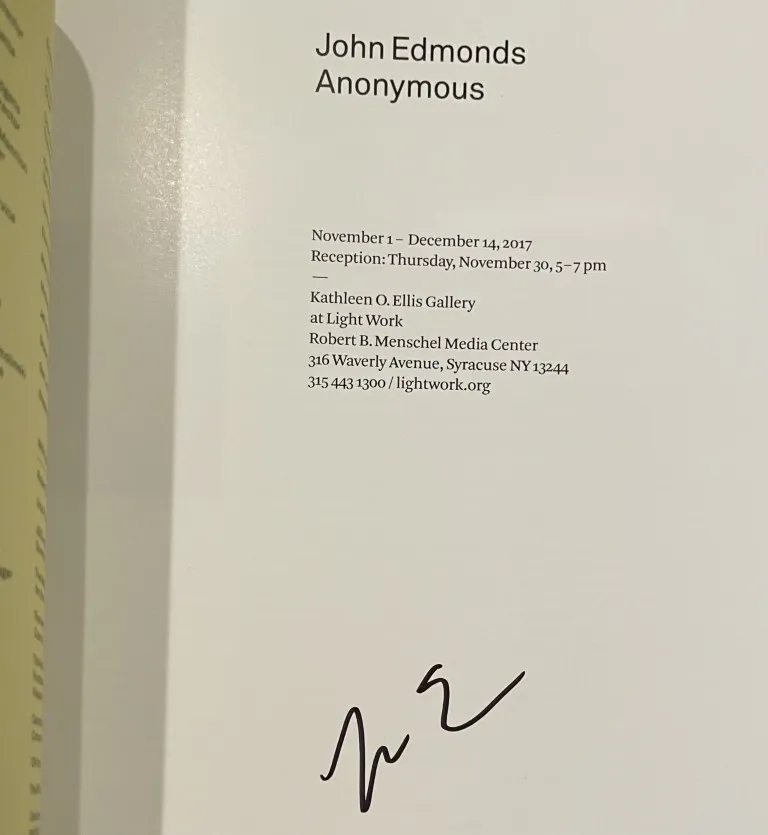 John Edmonds
Anonymous
November 1 – December 14, 2017
Reception: Thursday, November 30, 5–7 pm
—
Kathleen O. Ellis Gallery
at Light Work
Robert B. Menschel Media Center
316 Waverly Avenue, Syracuse NY 13244
315 443 1300 / lightwork.org